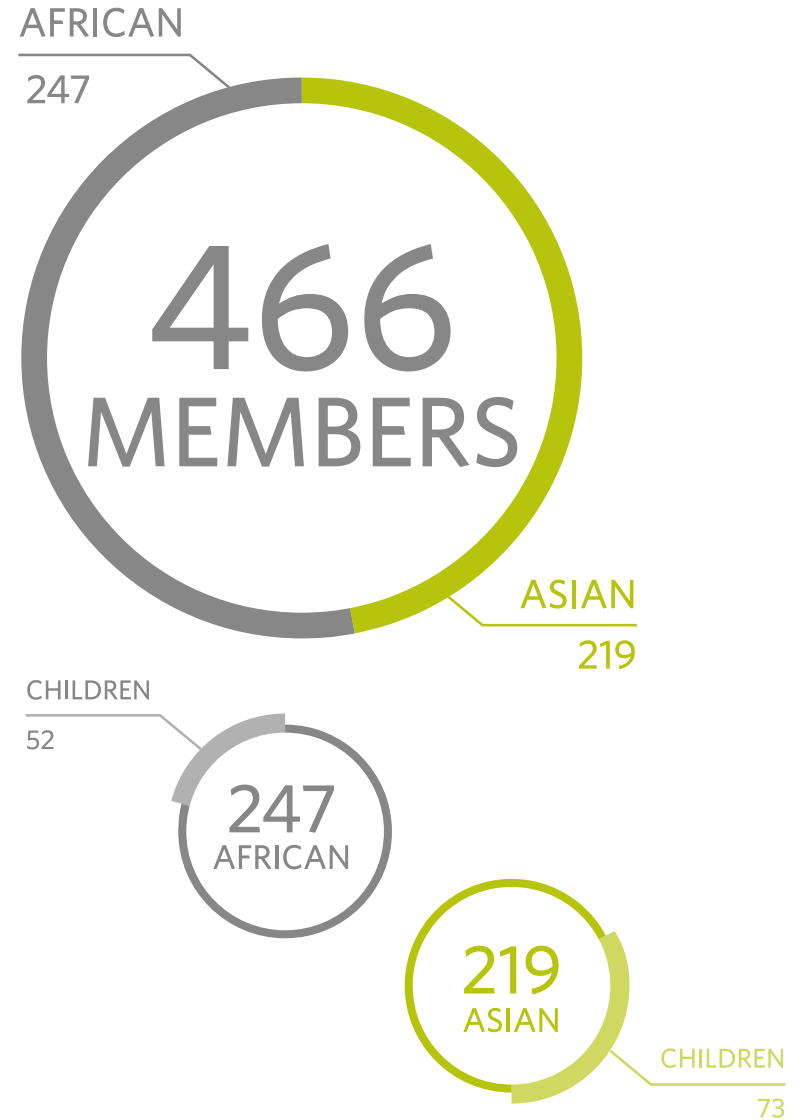 AFRICAN
247
466
MEMBERS
ASIAN
219
CHILDREN
52
247
AFRICAN
219
ASIAN
CHILDREN
73